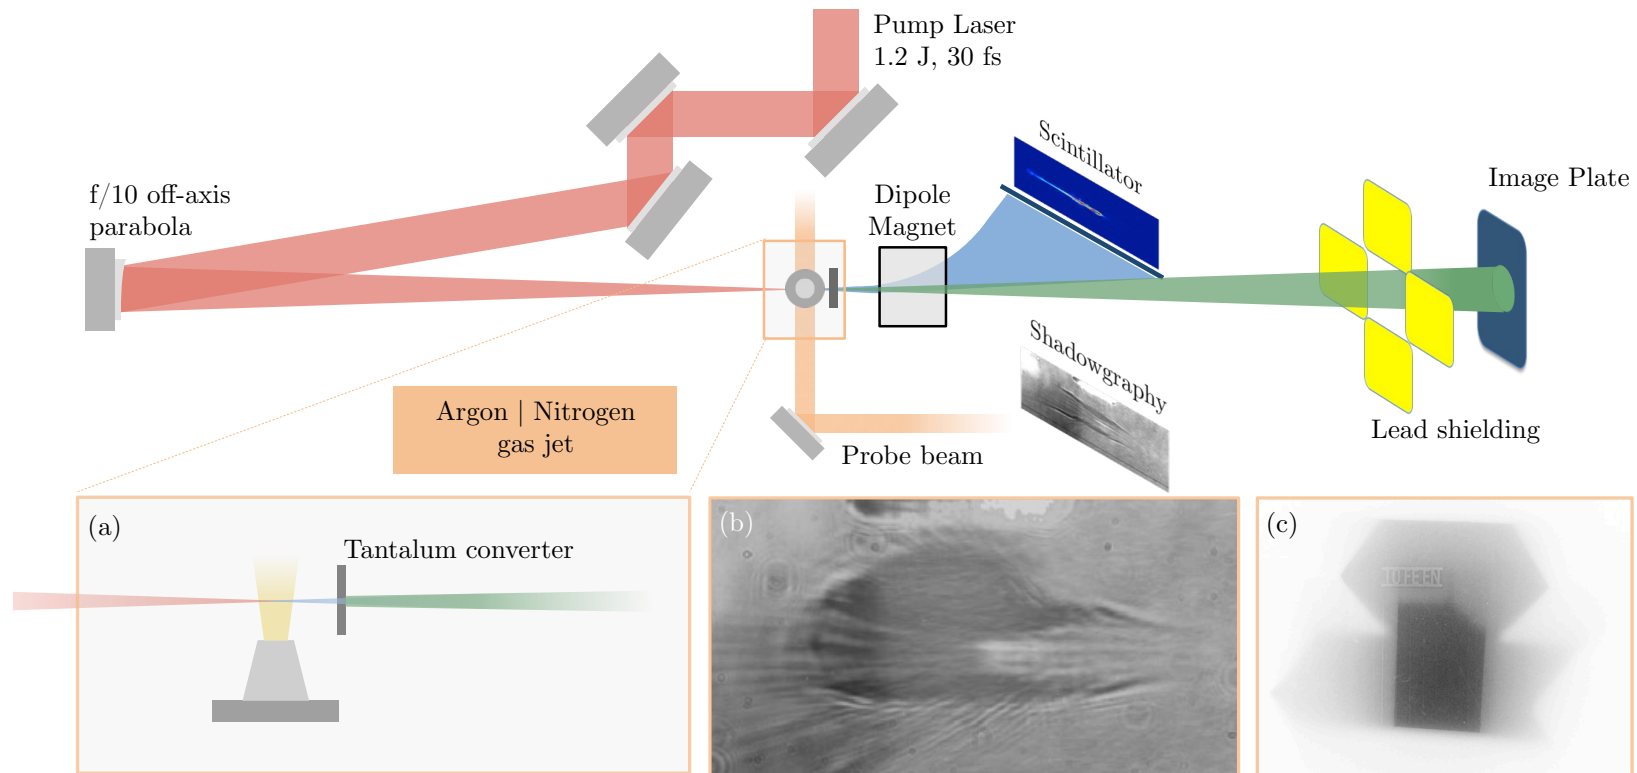 Pump Laser
1.2 J, 30 fs
f/10 off-axis
parabola
Dipole
Magnet
Scintillator
Image Plate
Argon | Nitrogen
gas jet
Probe beam
Shadowgraphy
Lead shielding
(a)
Tantalum converter
(b)
(c)